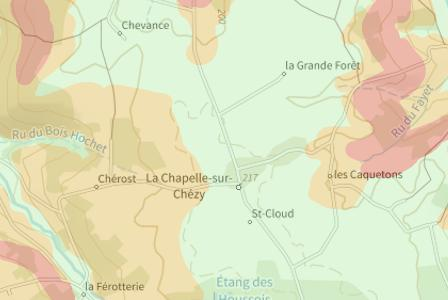 200
Chevance
la Grande Forêt
Ru du Fayet
Ru du Bois Hochet
Chérost
La Chapelle-sur-
Chézy
217
les Caquetons
St-Cloud
la Férotterie
Étang des
Houssois